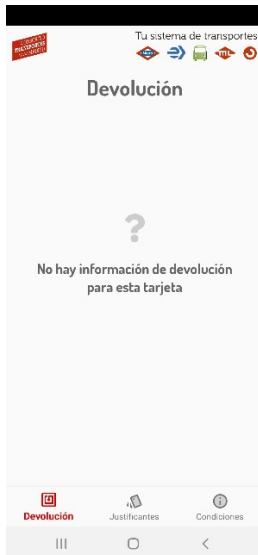 Tu sistema de transportes
Devolución
?
No hay información de devolución
para esta tarjeta
Devolución
Justificantes
Condiciones